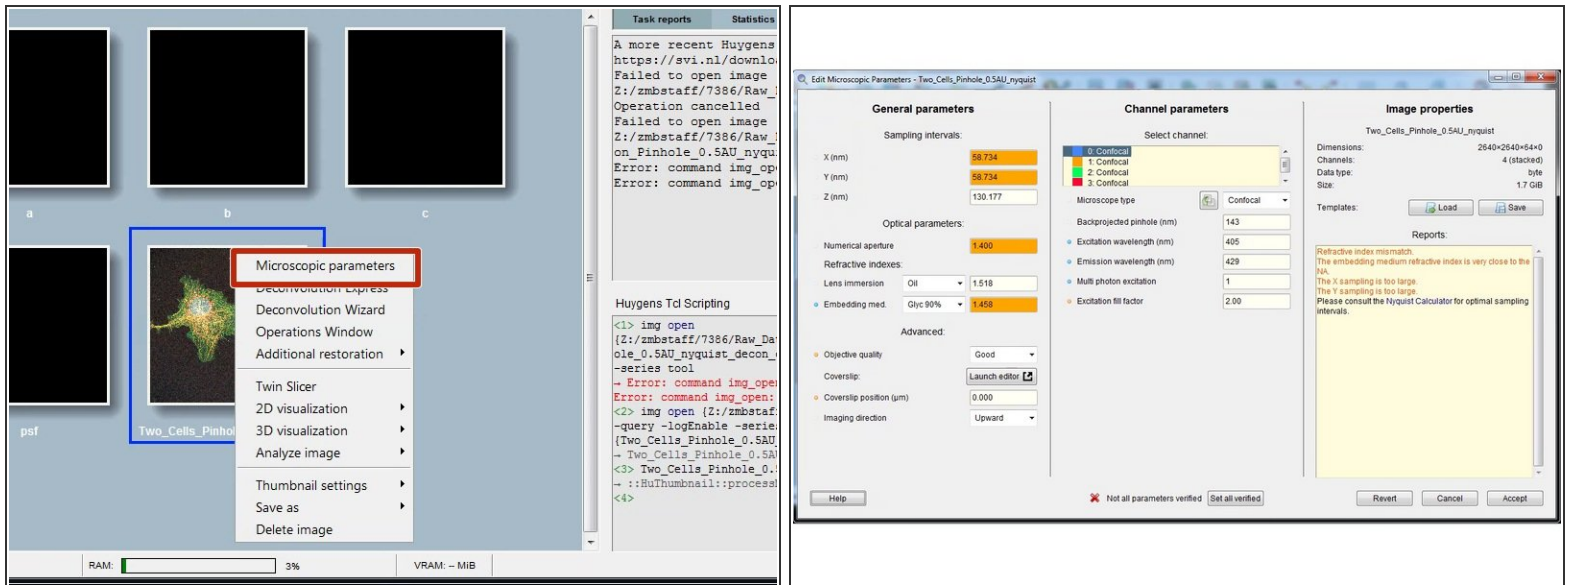 Task reports Statistics
A more recent Huygens
https://svi.nl/downlo
Failed to open image
Z:/zmbstaff/7386/Raw_
Operation cancelled
Failed to open image
Z:/zmbstaff/7386/Raw_
on_Pinhole_0.5AU_nyqu
Error: command img_op
Error: command img_op
a b c
Microscopic parameters
Deconvolution Express
Deconvolution Wizard
Operations Window
Additional restoration
Twin Slicer
2D visualization
3D visualization
Analyze image
Thumbnail settings
Save as
Delete image
psf Two_Cells_Pinhol
Huygens Tcl Scripting
<1> img open
{Z:/zmbstaff/7386/Raw_Da
ole_0.5AU_nyquist_decon_
-series tool
→ Error: command img_ope
Error: command img_open:
<2> img open {Z:/zmbstaf
-query -logEnable -serie
{Two_Cells_Pinhole_0.5AU
→ Two_Cells_Pinhole_0.5A
<3> Two_Cells_Pinhole_0.
→ ::HuThumbnail::process
<4>
RAM: 3% VRAM: -- MiB
Edit Microscopic Parameters - Two_Cells_Pinhole_0.5AU_nyquist
General parameters
Sampling intervals:
X (nm) 58.734
Y (nm) 58.734
Z (nm) 130.177
Optical parameters:
Numerical aperture 1.400
Refractive indexes:
Lens immersion Oil 1.518
Embedding med. Glyc 90% 1.458
Advanced:
Objective quality Good
Coverslip: Launch editor
Coverslip position (µm) 0.000
Imaging direction Upward
Channel parameters
Select channel:
0: Confocal
1: Confocal
2: Confocal
3: Confocal
Microscope type Confocal
Backprojected pinhole (nm) 143
Excitation wavelength (nm) 405
Emission wavelength (nm) 429
Multi photon excitation 1
Excitation fill factor 2.00
Image properties
Two_Cells_Pinhole_0.5AU_nyquist
Dimensions: 2640×2640×64×0
Channels: 4 (stacked)
Data type: byte
Size: 1.7 GiB
Templates: Load Save
Reports:
Refractive index mismatch.
The embedding medium refractive index is very close to the
NA.
The X sampling is too large.
The Y sampling is too large.
Please consult the Nyquist Calculator for optimal sampling
intervals.
Help Not all parameters verified Set all verified Revert Cancel Accept